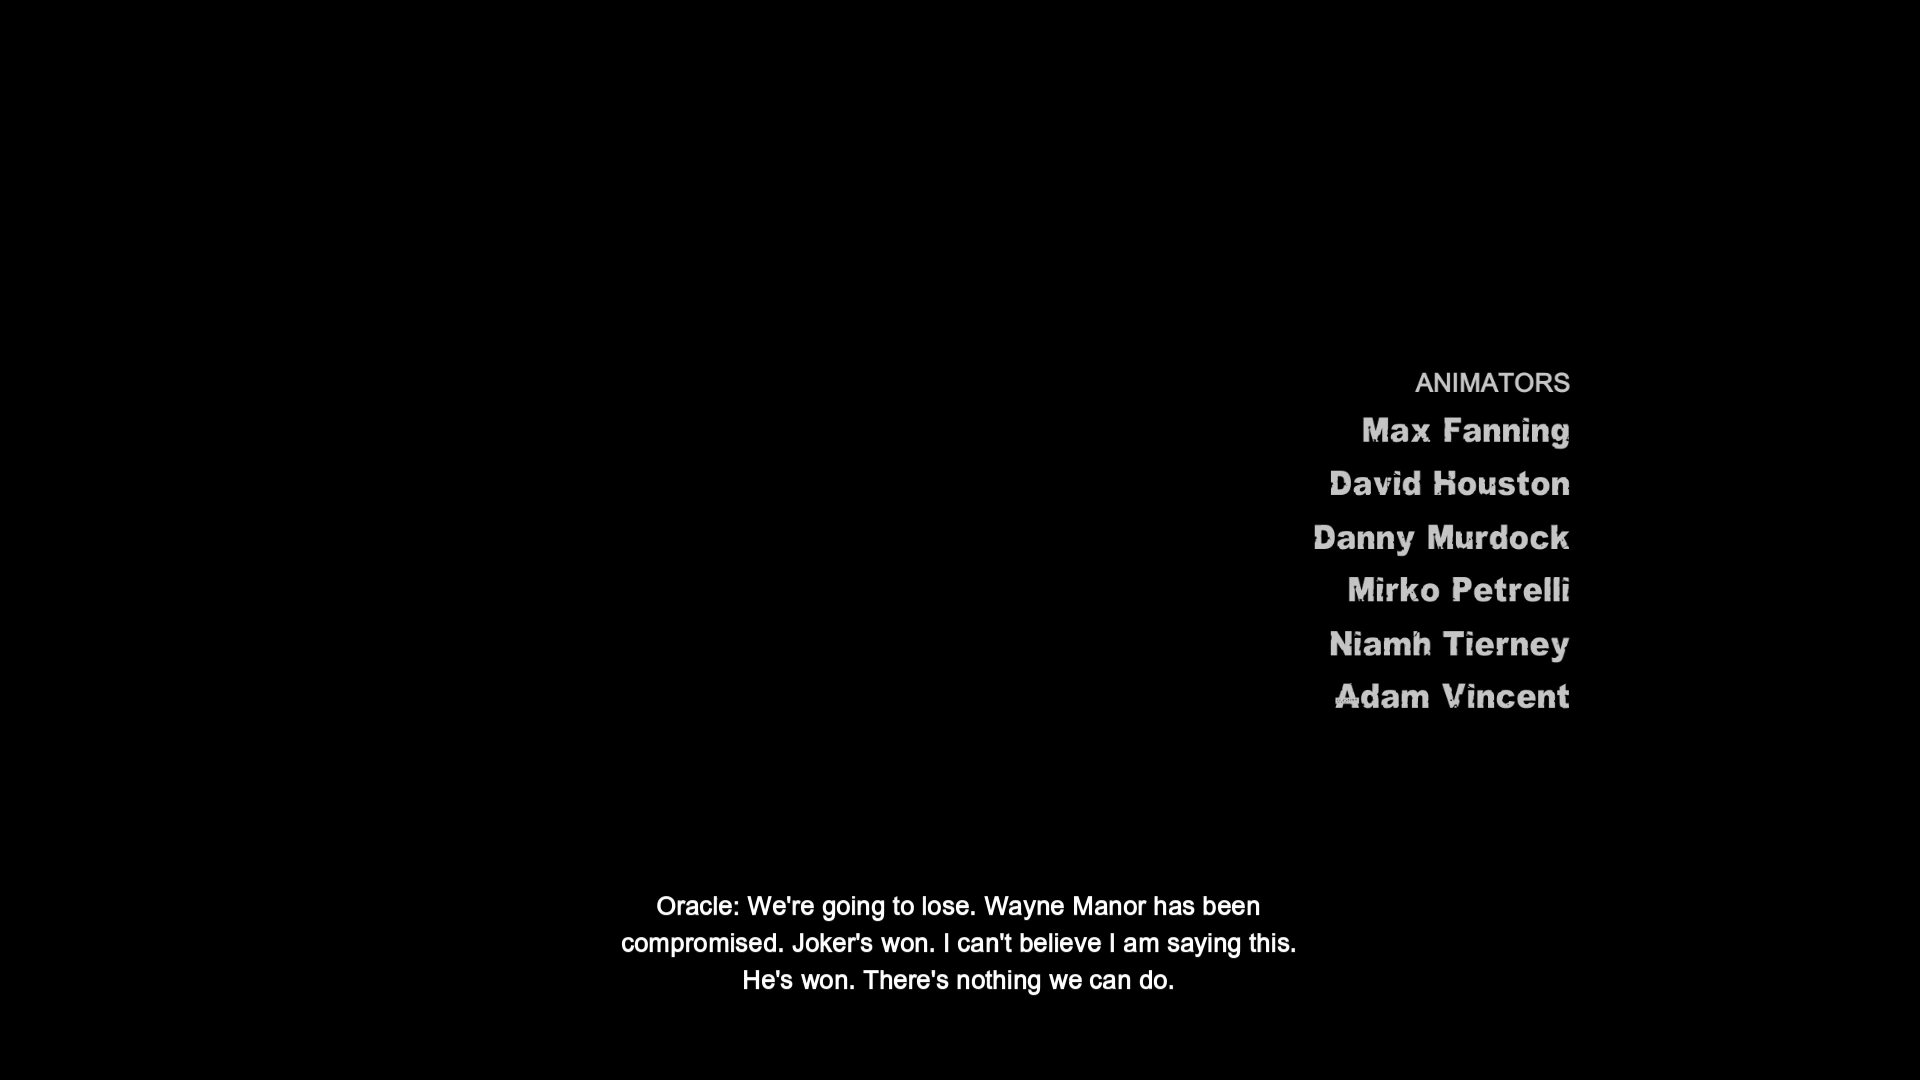 ANIMATORS
Max Fanning
David Houston
Danny Murdock
Mirko Petrelli
Niamh Tierney
Adam Vincent
Oracle: We're going to lose. Wayne Manor has been
compromised. Joker's won. I can't believe I am saying this.
He's won. There's nothing we can do.